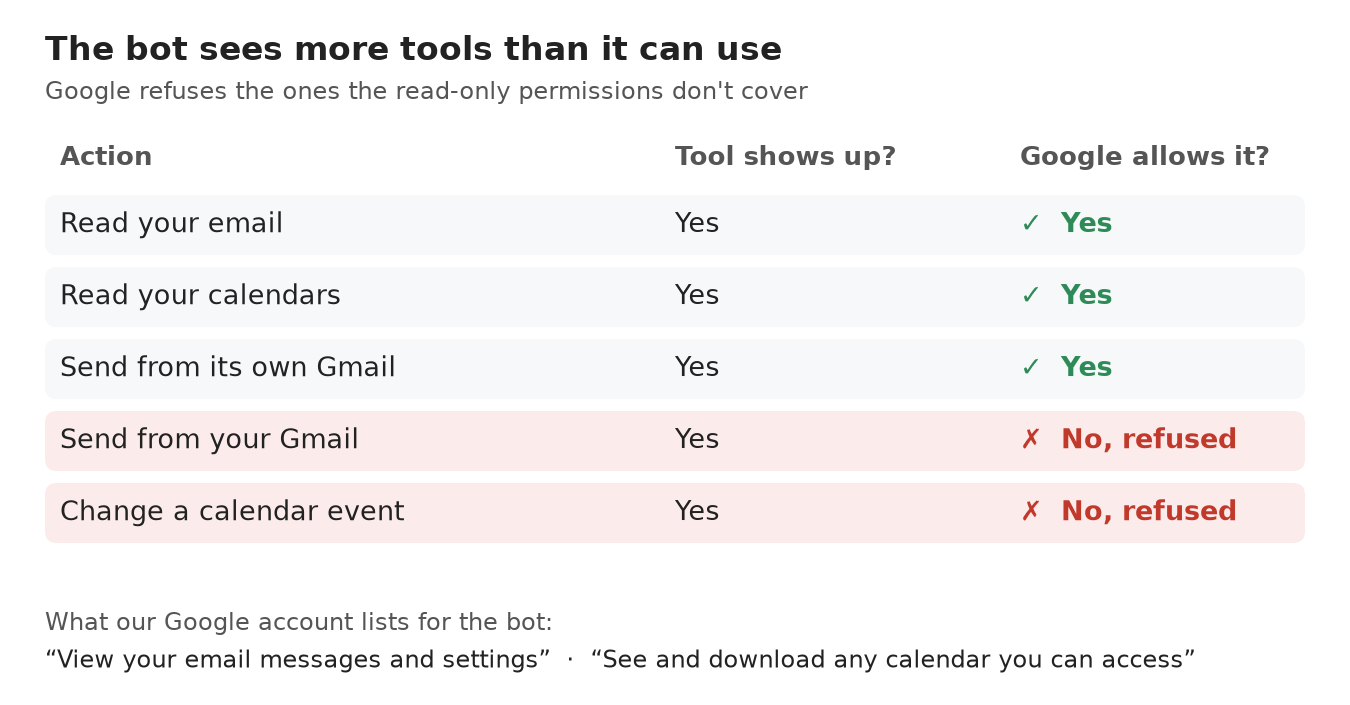 The bot sees more tools than it can use
Google refuses the ones the read-only permissions don't cover
Action Tool shows up? Google allows it?
Read your email Yes ✓ Yes
Read your calendars Yes ✓ Yes
Send from its own Gmail Yes ✓ Yes
Send from your Gmail Yes ✗ No, refused
Change a calendar event Yes ✗ No, refused
What our Google account lists for the bot:
“View your email messages and settings” · “See and download any calendar you can access”